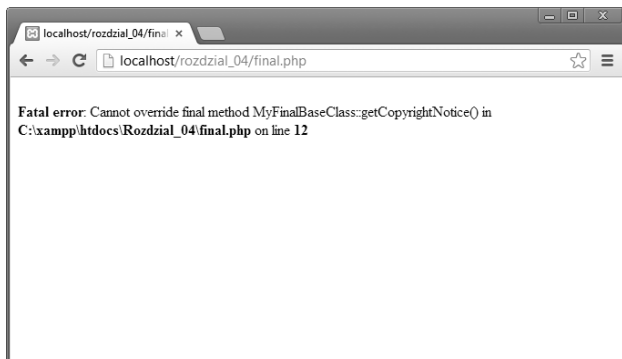 localhost/rozdzial_04/final
localhost/rozdzial_04/final.php
Fatal error: Cannot override final method MyFinalBaseClass::getCopyrightNotice() in
C:\xampp\htdocs\Rozdzial_04\final.php on line 12